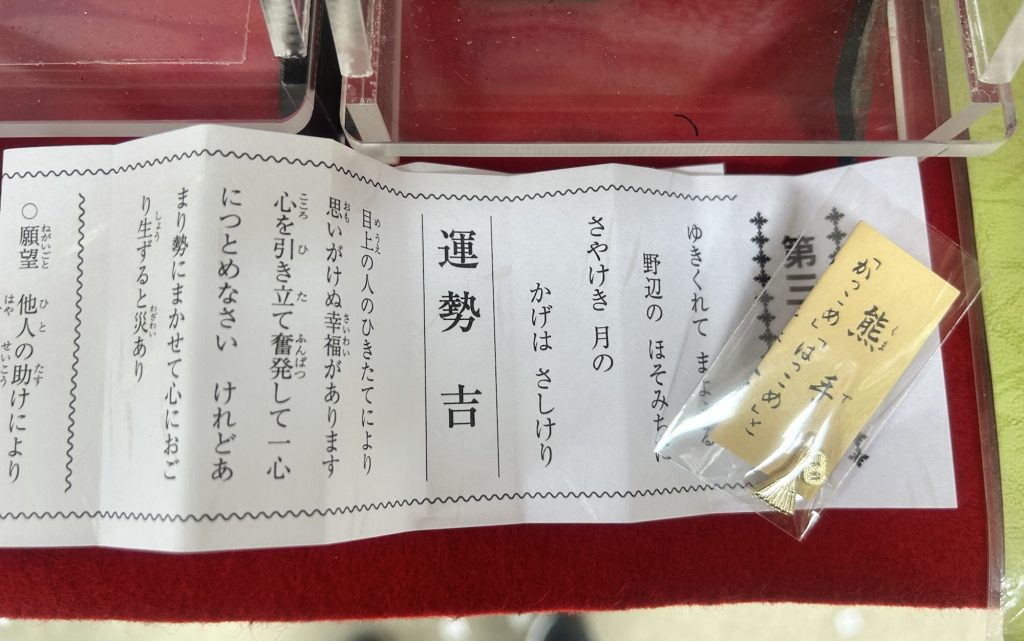 熊手
「かっこめ」「はっこめ」と
第三
ゆきくれて まよ
野辺の ほそみちに
さやけき 月の
かげは さしけり
運勢 吉
目上の人のひきたてにより
思いがけぬ幸福があります
心を引き立て奮発して一心
につとめなさい けれどあ
まり勢にまかせて心におご
り生ずると災あり
○願望 他人の助けにより